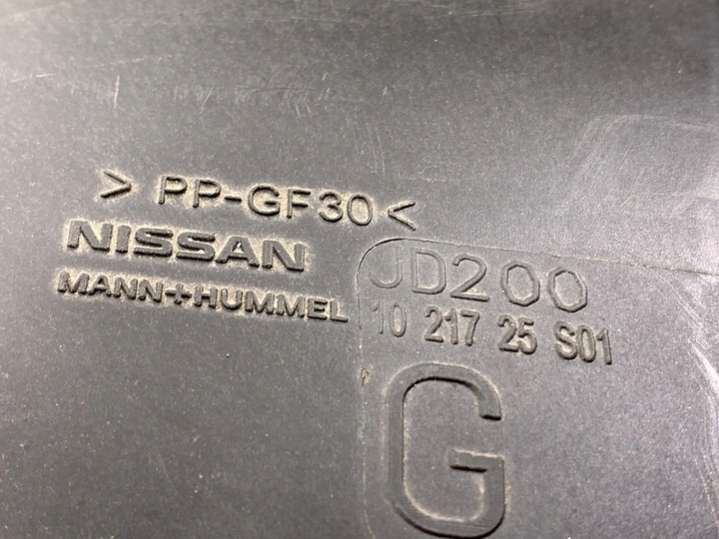 > PP-GF30 <
NISSAN
MANN+HUMMEL
JD200
10 217 25 S01
G